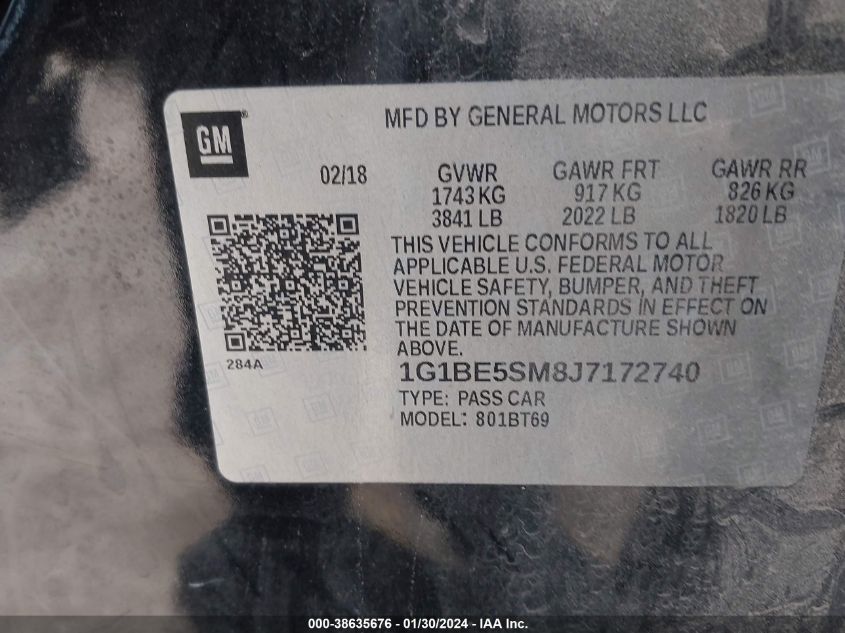 GM
MFD BY GENERAL MOTORS LLC
02/18 GVWR GAWR FRT GAWR RR
1743 KG 917 KG 826 KG
3841 LB 2022 LB 1820 LB
THIS VEHICLE CONFORMS TO ALL
APPLICABLE U.S. FEDERAL MOTOR
VEHICLE SAFETY, BUMPER, AND THEFT
PREVENTION STANDARDS IN EFFECT ON
THE DATE OF MANUFACTURE SHOWN
ABOVE.
284A
1G1BE5SM8J7172740
TYPE: PASS CAR
MODEL: 801BT69
000-38635676 - 01/30/2024 - IAA Inc.